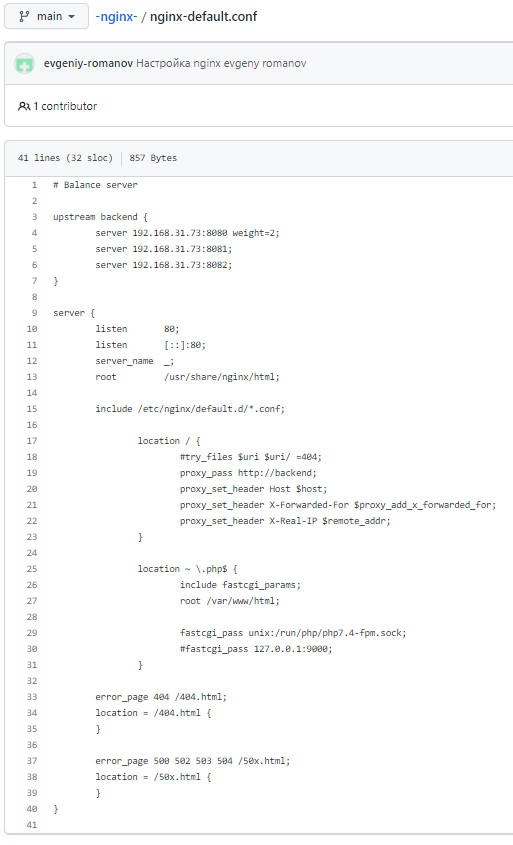 main
-nginx- / nginx-default.conf
evgeniy-romanov Настройка nginx evgeny romanov
1 contributor
41 lines (32 sloc) 857 Bytes
1 # Balance server
2
3 upstream backend {
4 server 192.168.31.73:8080 weight=2;
5 server 192.168.31.73:8081;
6 server 192.168.31.73:8082;
7 }
8
9 server {
10 listen 80;
11 listen [::]:80;
12 server_name _;
13 root /usr/share/nginx/html;
14
15 include /etc/nginx/default.d/*.conf;
16
17 location / {
18 #try_files $uri $uri/ =404;
19 proxy_pass http://backend;
20 proxy_set_header Host $host;
21 proxy_set_header X-Forwarded-For $proxy_add_x_forwarded_for;
22 proxy_set_header X-Real-IP $remote_addr;
23 }
24
25 location ~ \.php$ {
26 include fastcgi_params;
27 root /var/www/html;
28
29 fastcgi_pass unix:/run/php/php7.4-fpm.sock;
30 #fastcgi_pass 127.0.0.1:9000;
31 }
32
33 error_page 404 /404.html;
34 location = /404.html {
35 }
36
37 error_page 500 502 503 504 /50x.html;
38 location = /50x.html {
39 }
40 }
41